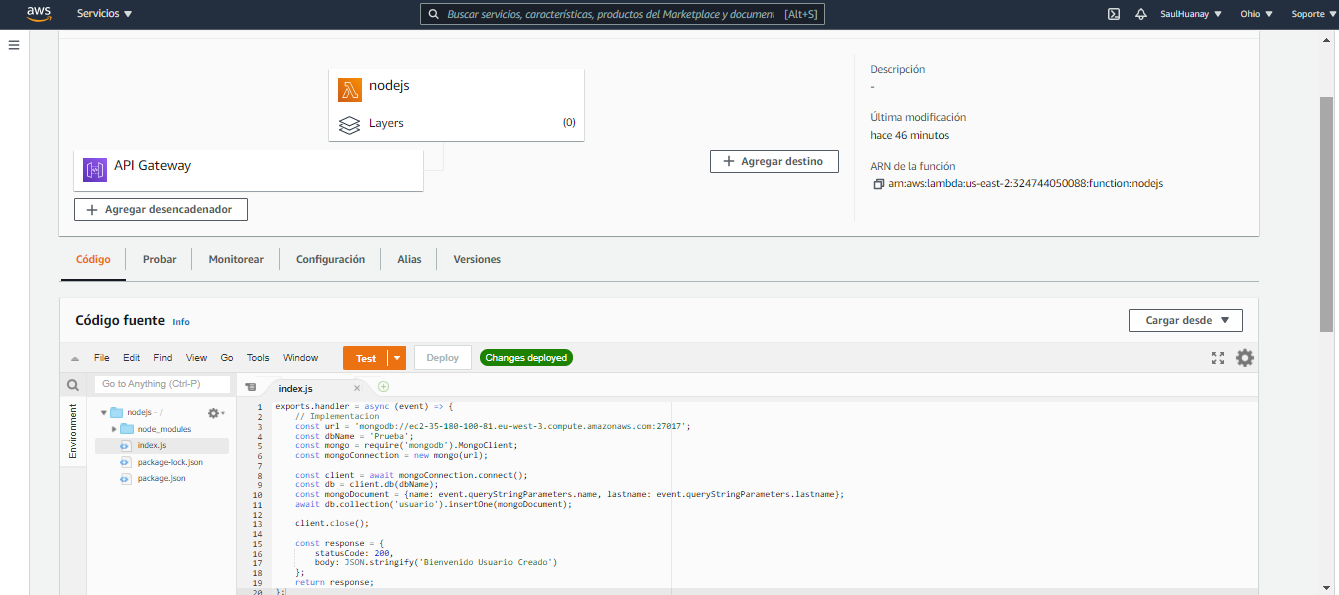 aws Servicios Buscar servicios, características, productos del Marketplace y document [Alt+S] SaulHuanay Ohio Soporte
nodejs
Layers (0)
API Gateway
Agregar desencadenador
Agregar destino
Descripción
-
Última modificación
hace 46 minutos
ARN de la función
arn:aws:lambda:us-east-2:324744050088:function:nodejs
Código Probar Monitorear Configuración Alias Versiones
Código fuente Info Cargar desde
File Edit Find View Go Tools Window Test Deploy Changes deployed
Go to Anything (Ctrl-P) index.js
Environment
nodejs - /
node_modules
index.js
package-lock.json
package.json
1 exports.handler = async (event) => {
2 // Implementacion
3 const url = 'mongodb://ec2-35-180-100-81.eu-west-3.compute.amazonaws.com:27017';
4 const dbName = 'Prueba';
5 const mongo = require('mongodb').MongoClient;
6 const mongoConnection = new mongo(url);
7
8 const client = await mongoConnection.connect();
9 const db = client.db(dbName);
10 const mongoDocument = {name: event.queryStringParameters.name, lastname: event.queryStringParameters.lastname};
11 await db.collection('usuario').insertOne(mongoDocument);
12
13 client.close();
14
15 const response = {
16 statusCode: 200,
17 body: JSON.stringify('Bienvenido Usuario Creado')
18 };
19 return response;
20 };